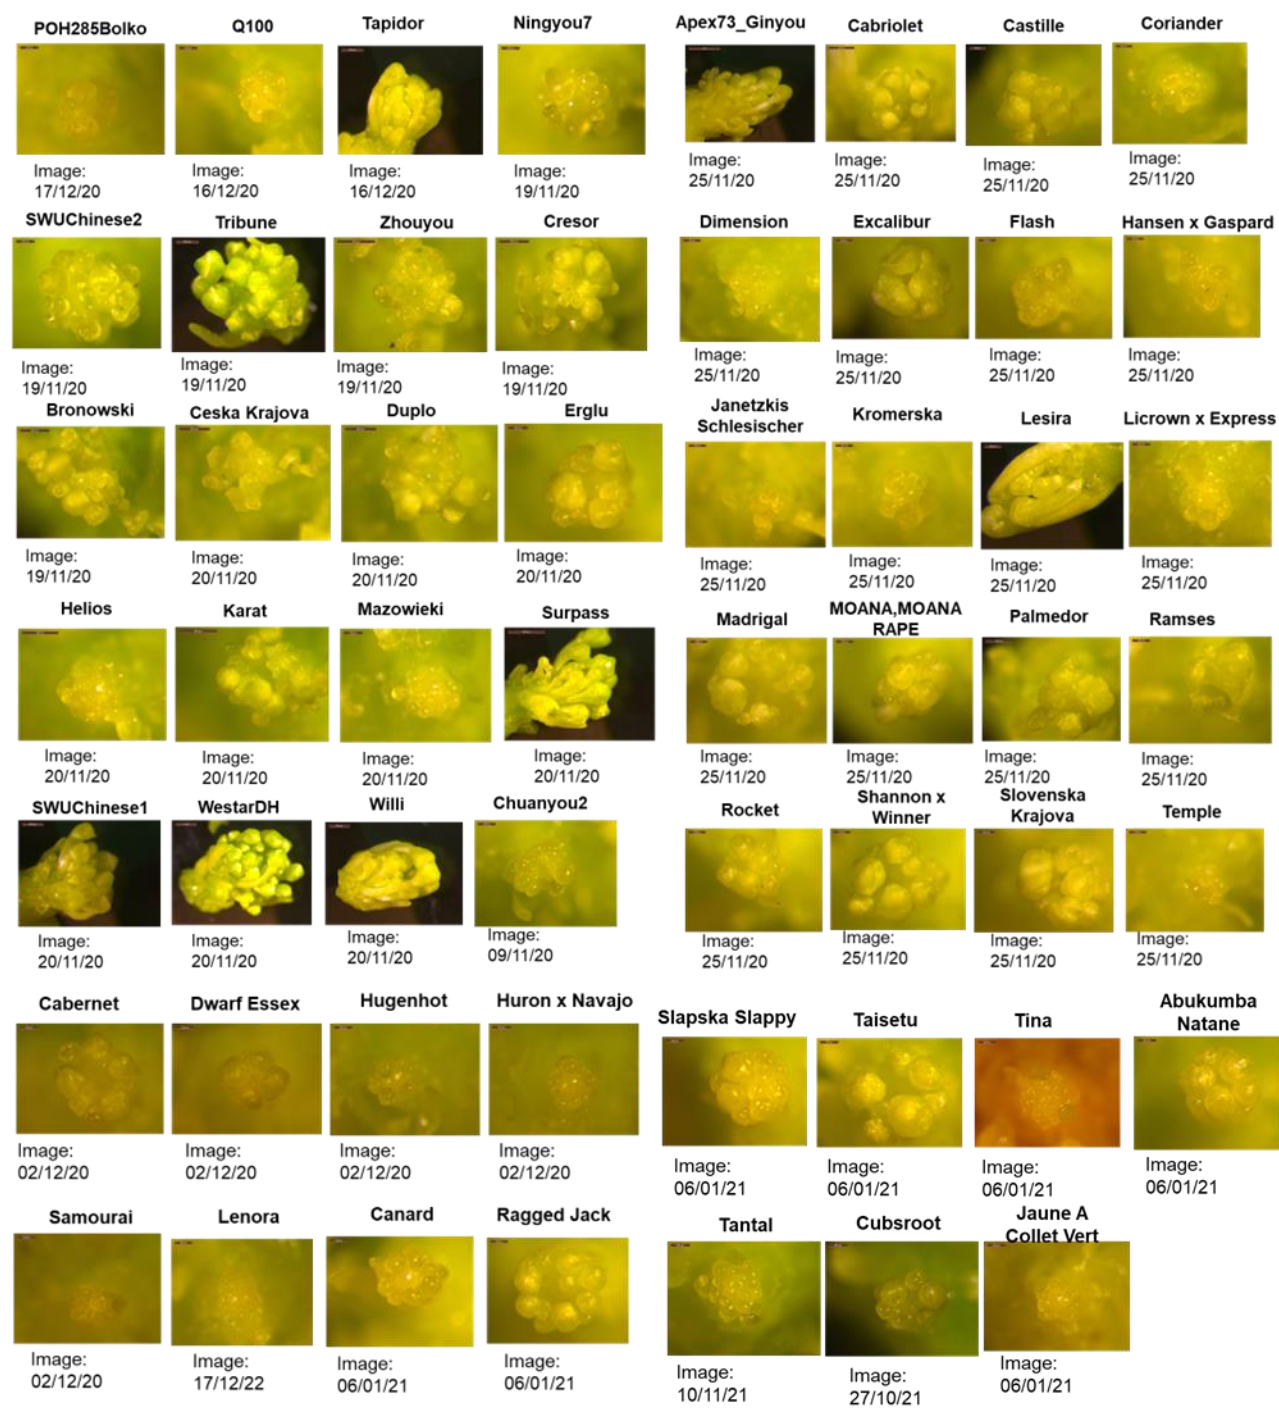 POH285Bolko Q100 Tapidor Ningyou7
Image: Image: Image: Image:
17/12/20 16/12/20 16/12/20 19/11/20
SWUChinese2 Tribune Zhouyou Cresor
Image: Image: Image: Image:
19/11/20 19/11/20 19/11/20 19/11/20
Bronowski Ceska Krajova Duplo Erglu
Image: Image: Image: Image:
19/11/20 20/11/20 20/11/20 20/11/20
Helios Karat Mazowieki Surpass
Image: Image: Image: Image:
20/11/20 20/11/20 20/11/20 20/11/20
SWUChinese1 WestarDH Willi Chuanyou2
Image: Image: Image: Image:
20/11/20 20/11/20 20/11/20 09/11/20
Cabernet Dwarf Essex Hugenhot Huron x Navajo
Image: Image: Image: Image:
02/12/20 02/12/20 02/12/20 02/12/20
Samourai Lenora Canard Ragged Jack
Image: Image: Image: Image:
02/12/20 17/12/22 06/01/21 06/01/21
Apex73_Ginyou Cabriolet Castille Coriander
Image: Image: Image: Image:
25/11/20 25/11/20 25/11/20 25/11/20
Dimension Excalibur Flash Hansen x Gaspard
Image: Image: Image: Image:
25/11/20 25/11/20 25/11/20 25/11/20
Janetzkis
Schlesischer Kromerska Lesira Licrown x Express
Image: Image: Image: Image:
25/11/20 25/11/20 25/11/20 25/11/20
Madrigal MOANA,MOANA Palmedor Ramses
RAPE
Image: Image: Image: Image:
25/11/20 25/11/20 25/11/20 25/11/20
Rocket Shannon x Slovenska Temple
Winner Krajova
Image: Image: Image: Image:
25/11/20 25/11/20 25/11/20 25/11/20
Slapska Slappy Taisetu Tina Abukumba
Natane
Image: Image: Image: Image:
06/01/21 06/01/21 06/01/21 06/01/21
Tantal Cubsroot Jaune A
Collet Vert
Image: Image: Image:
10/11/21 27/10/21 06/01/21